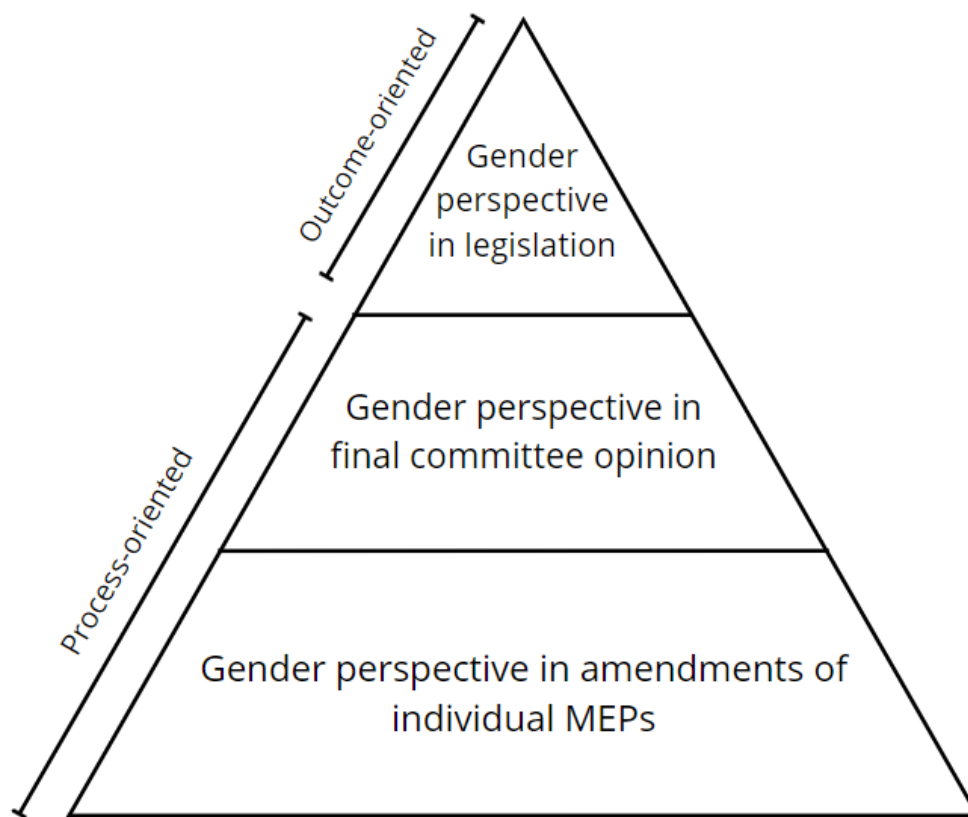 Outcome-oriented
Gender
perspective
in legislation
Process-oriented
Gender perspective in
final committee opinion
Gender perspective in amendments of
individual MEPs